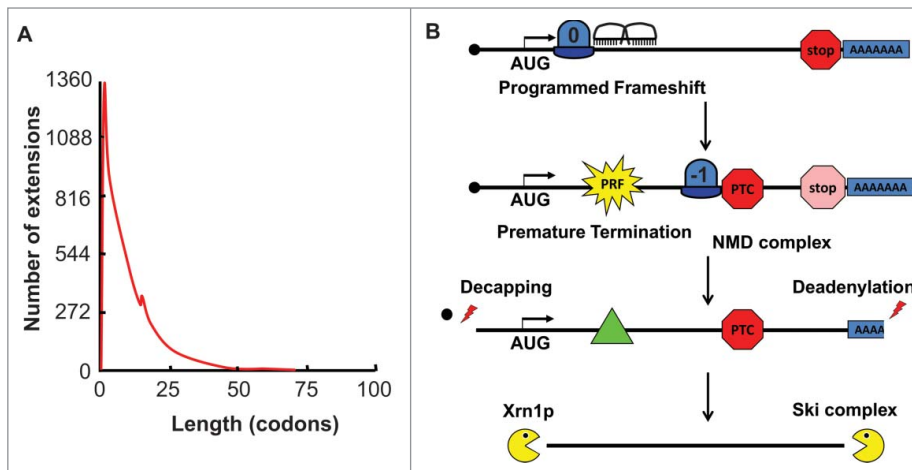 A
1360
1088
816
544
272
0
0
25
50
75
100
Number of extensions
Length (codons)
B
0
AUG
stop
AAAAAAA
Programmed Frameshift
AUG
PRF
-1
PTC
stop
AAAAAAA
Premature Termination
NMD complex
Decapping
Deadenylation
AUG
PTC
AAAA
Xrn1p
Ski complex